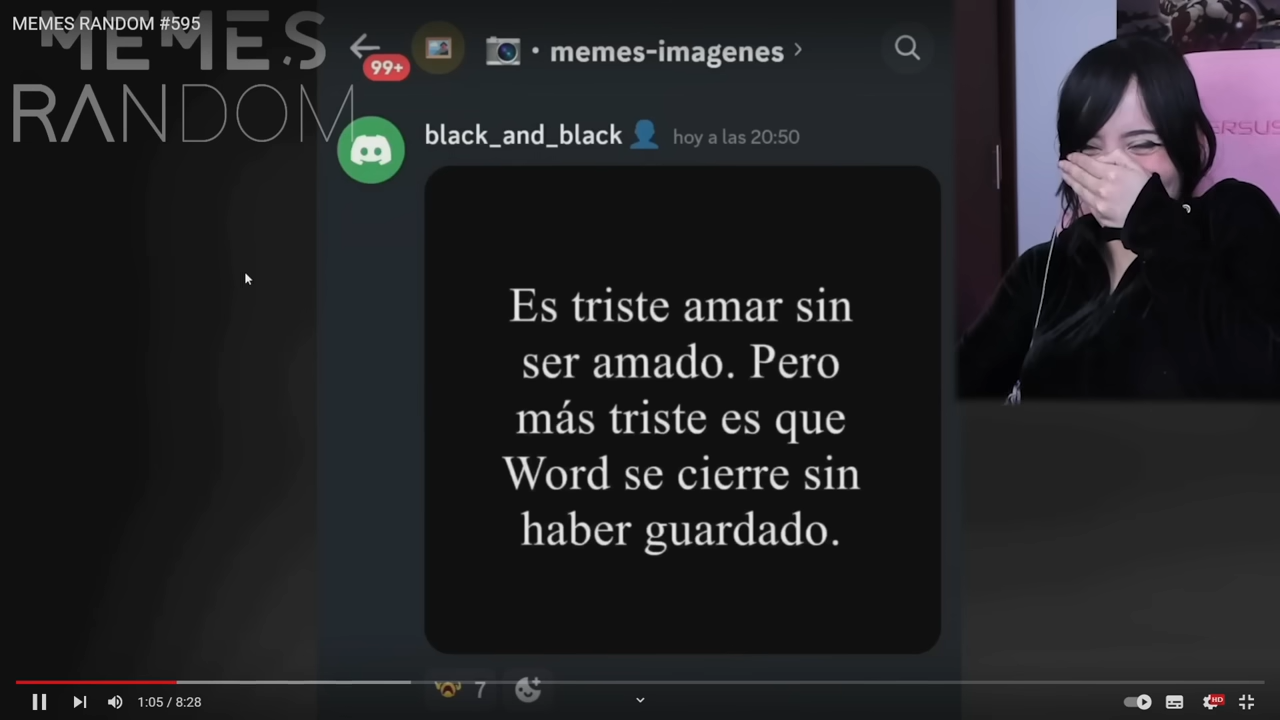 MEMES RANDOM #595
MEMES
RANDOM
99+
• memes-imagenes
black_and_black
hoy a las 20:50
Es triste amar sin
ser amado. Pero
más triste es que
Word se cierre sin
haber guardado.
7
1:05 / 8:28
HD